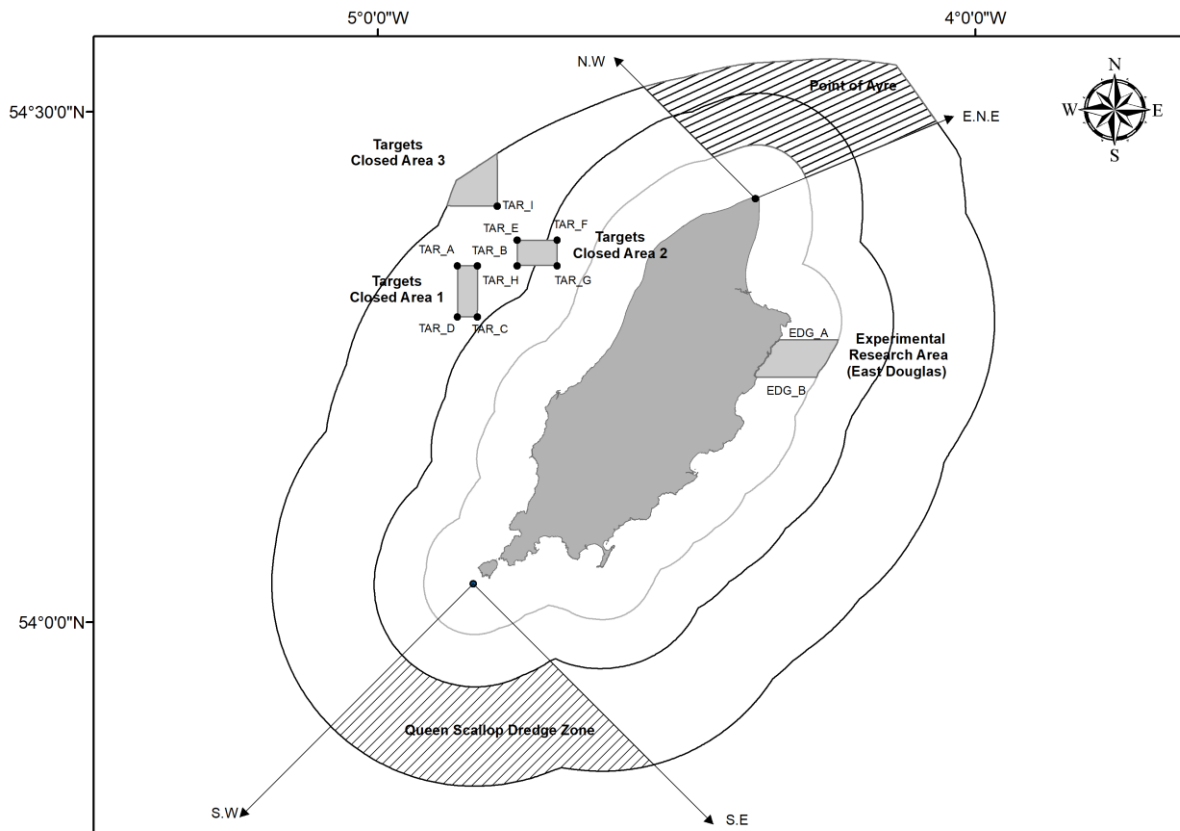 5°0'0"W
4°0'0"W
N.W
Point of Ayre
N
W
E
S
54°30'0"N
E.N.E
Targets
Closed Area 3
TAR_I
TAR_E
TAR_F
TAR_A
TAR_B
Targets
Closed Area 2
TAR_H
TAR_G
Targets
Closed Area 1
TAR_D
TAR_C
EDG_A
Experimental
Research Area
(East Douglas)
EDG_B
54°0'0"N
Queen Scallop Dredge Zone
S.W
S.E